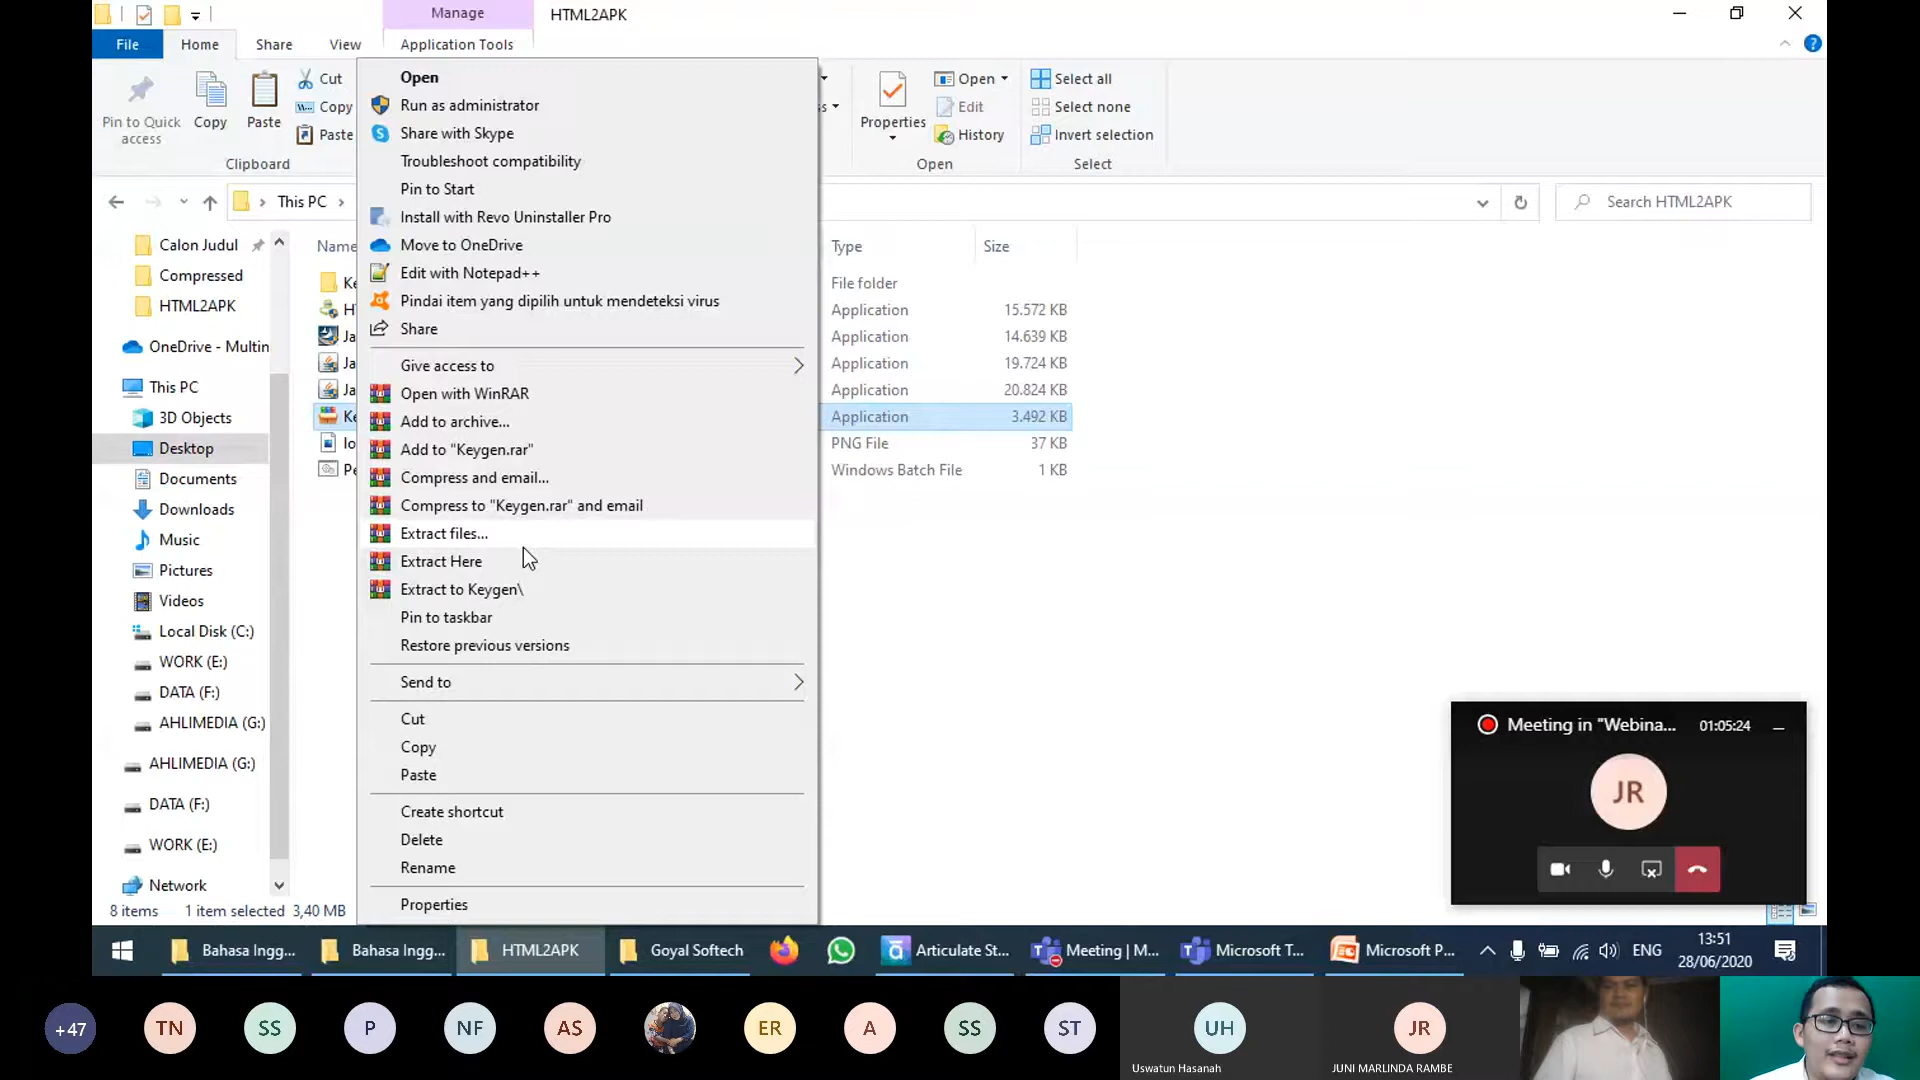 Manage
HTML2APK
File
Home
Share
View
Application Tools
Pin to Quick access
Copy
Paste
Cut
Copy
Paste
Clipboard
Properties
Open
Edit
History
Open
Select all
Select none
Invert selection
Select
This PC
Search HTML2APK
Open
Run as administrator
Share with Skype
Troubleshoot compatibility
Pin to Start
Install with Revo Uninstaller Pro
Move to OneDrive
Edit with Notepad++
Pindai item yang dipilih untuk mendeteksi virus
Share
Give access to
Open with WinRAR
Add to archive...
Add to "Keygen.rar"
Compress and email...
Compress to "Keygen.rar" and email
Extract files...
Extract Here
Extract to Keygen\
Pin to taskbar
Restore previous versions
Send to
Cut
Copy
Paste
Create shortcut
Delete
Rename
Properties
Calon Judul
Compressed
HTML2APK
OneDrive - Multin
This PC
3D Objects
Desktop
Documents
Downloads
Music
Pictures
Videos
Local Disk (C:)
WORK (E:)
DATA (F:)
AHLIMEDIA (G:)
AHLIMEDIA (G:)
DATA (F:)
WORK (E:)
Network
Name
Type
Size
File folder
Application 15.572 KB
Application 14.639 KB
Application 19.724 KB
Application 20.824 KB
Application 3.492 KB
PNG File 37 KB
Windows Batch File 1 KB
8 items 1 item selected 3,40 MB
Meeting in "Webina... 01:05:24
JR
Bahasa Ingg...
Bahasa Ingg...
HTML2APK
Goyal Softech
Articulate St...
Meeting | M...
Microsoft T...
Microsoft P...
ENG
13:51
28/06/2020
+47
TN
SS
P
NF
AS
ER
A
SS
ST
UH
Uswatun Hasanah
JR
JUNI MARLINDA RAMBE